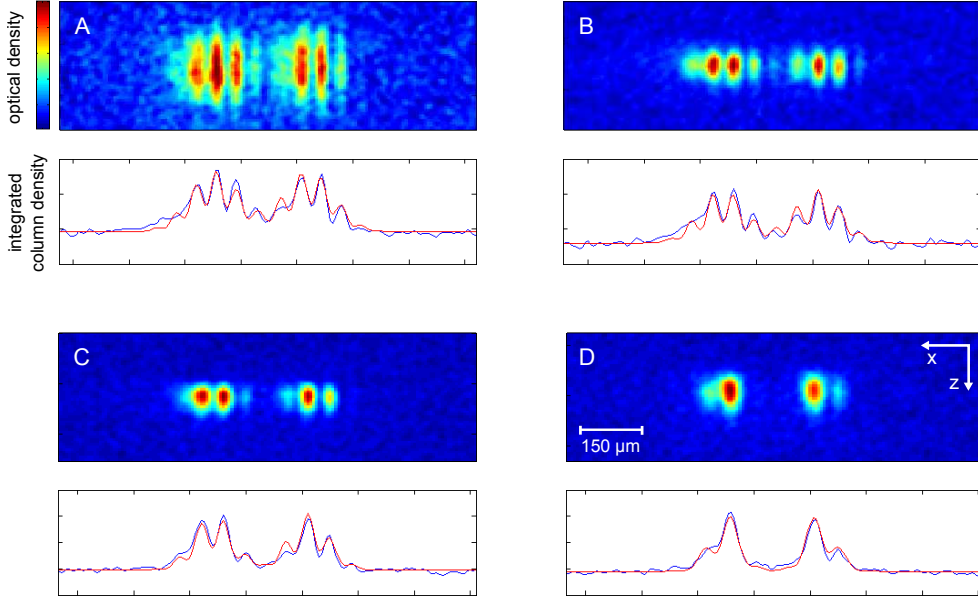 optical density
A
B
integrated
column density
C
D
x
z
150 μm